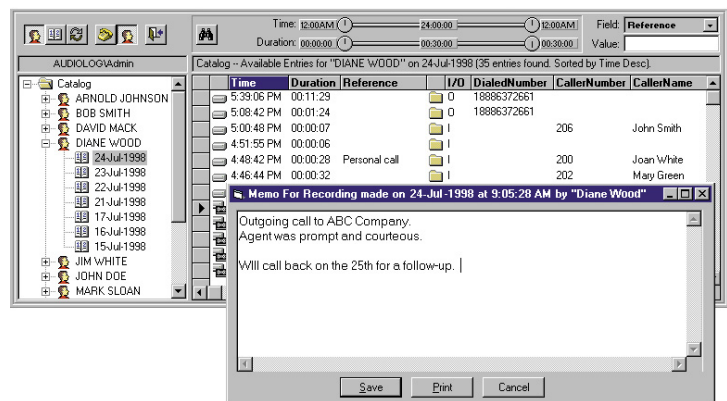 Time: 12:00AM 24:00:00 12:00AM Field: Reference
Duration: 00:00:00 00:30:00 00:30:00 Value:
AUDIOLOG\Admin
Catalog -- Available Entries for "DIANE WOOD" on 24-Jul-1998 (35 entries found. Sorted by Time Desc).
Catalog
ARNOLD JOHNSON
BOB SMITH
DAVID MACK
DIANE WOOD
24-Jul-1998
23-Jul-1998
22-Jul-1998
21-Jul-1998
17-Jul-1998
16-Jul-1998
15-Jul-1998
JIM WHITE
JOHN DOE
MARK SLOAN
Time Duration Reference I/O DialedNumber CallerNumber CallerName
5:39:06 PM 00:11:29 O 18886372661
5:08:42 PM 00:01:24 O 18886372661
5:00:48 PM 00:00:07 I 206 John Smith
4:51:55 PM 00:00:06 I
4:48:42 PM 00:00:28 Personal call I 200 Joan White
4:46:44 PM 00:00:32 I 202 Mary Green
Memo For Recording made on 24-Jul-1998 at 9:05:28 AM by "Diane Wood"
Outgoing call to ABC Company.
Agent was prompt and courteous.
WIll call back on the 25th for a follow-up.
Save Print Cancel